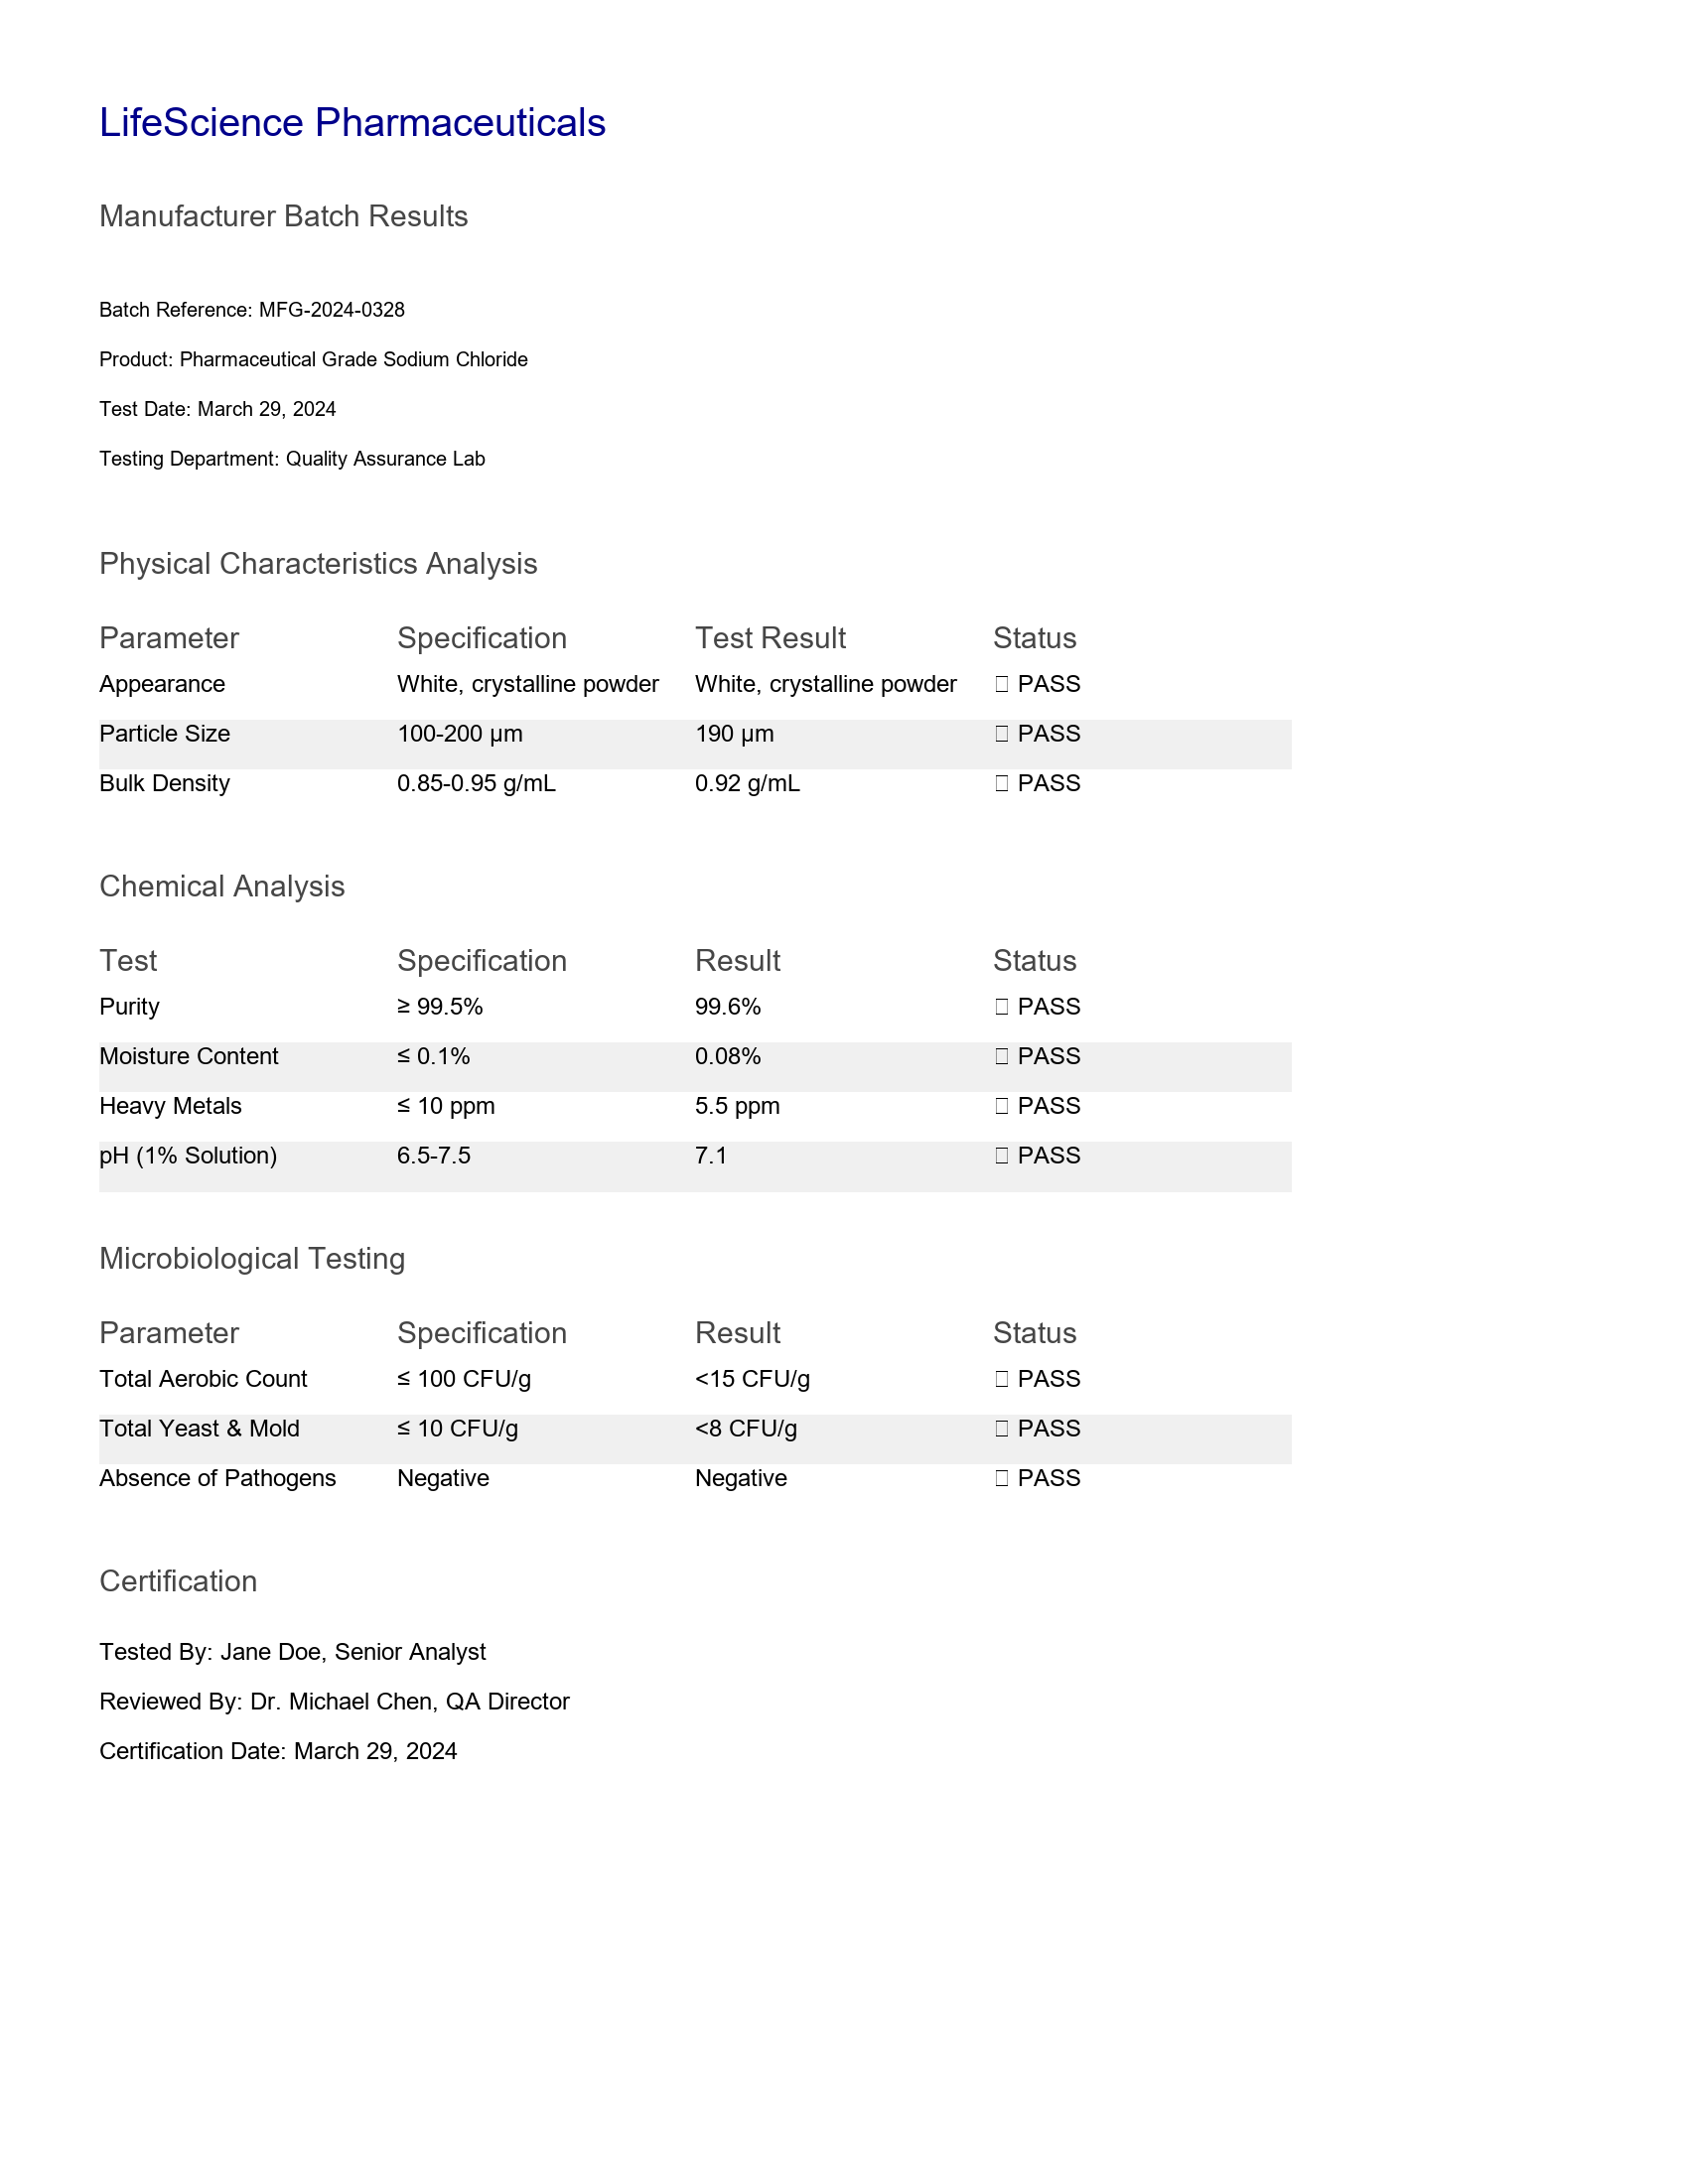 LifeScience Pharmaceuticals
Manufacturer Batch Results
Batch Reference: MFG-2024-0328
Product: Pharmaceutical Grade Sodium Chloride
Test Date: March 29, 2024
Testing Department: Quality Assurance Lab
Physical Characteristics Analysis
Parameter Specification Test Result Status
Appearance White, crystalline powder White, crystalline powder PASS
Particle Size 100-200 µm 190 µm PASS
Bulk Density 0.85-0.95 g/mL 0.92 g/mL PASS
Chemical Analysis
Test Specification Result Status
Purity ≥ 99.5% 99.6% PASS
Moisture Content ≤ 0.1% 0.08% PASS
Heavy Metals ≤ 10 ppm 5.5 ppm PASS
pH (1% Solution) 6.5-7.5 7.1 PASS
Microbiological Testing
Parameter Specification Result Status
Total Aerobic Count ≤ 100 CFU/g <15 CFU/g PASS
Total Yeast & Mold ≤ 10 CFU/g <8 CFU/g PASS
Absence of Pathogens Negative Negative PASS
Certification
Tested By: Jane Doe, Senior Analyst
Reviewed By: Dr. Michael Chen, QA Director
Certification Date: March 29, 2024